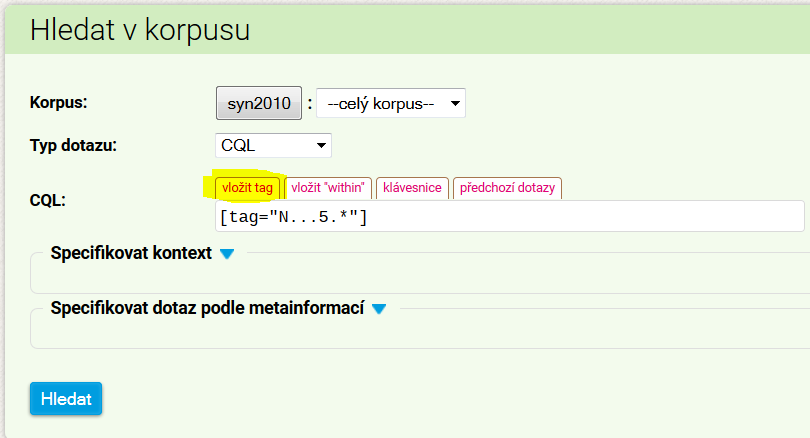 Hledat v korpusu
Korpus: syn2010 : --celý korpus--
Typ dotazu: CQL
vložit tag vložit "within" klávesnice předchozí dotazy
CQL:
[tag="N...5.*"]
Specifikovat kontext
Specifikovat dotaz podle metainformací
Hledat